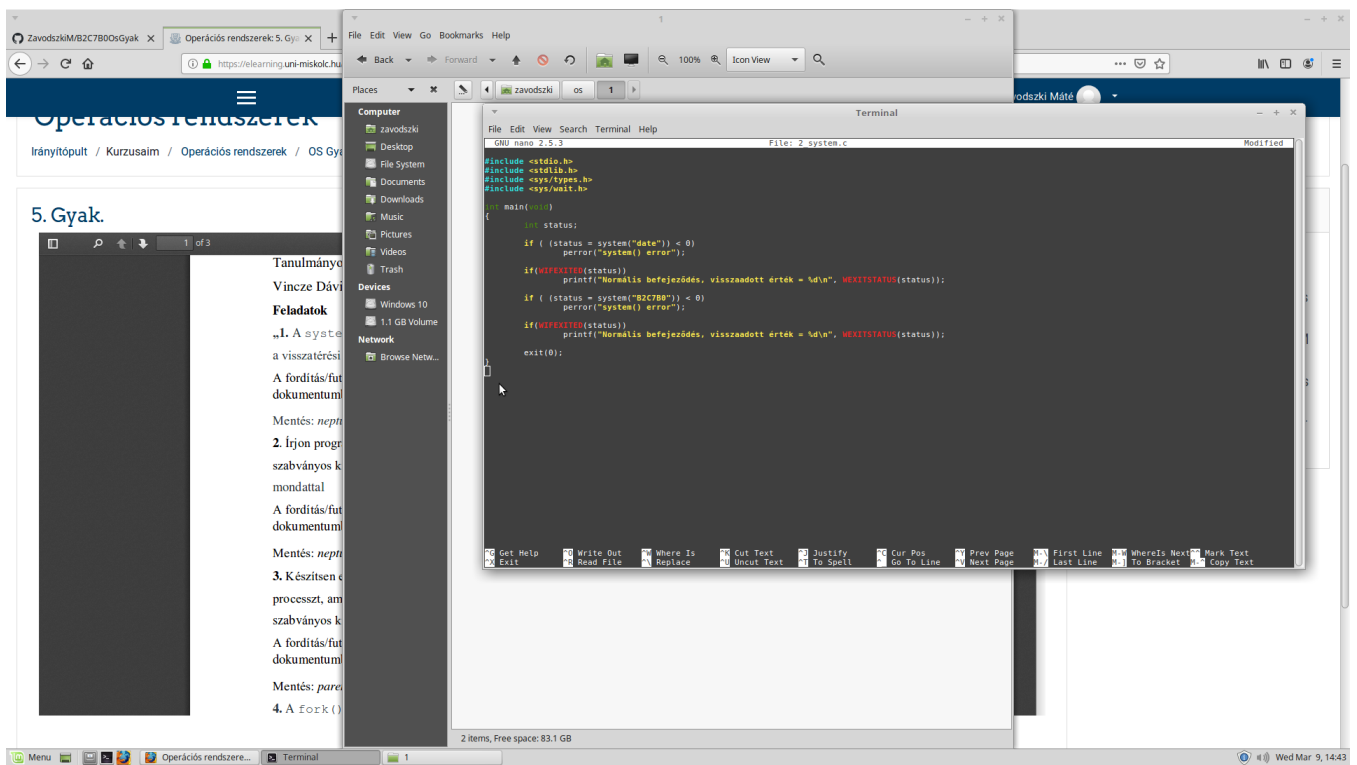 1
ZavodszkiM/B2C7B0OsGyak
Operációs rendszerek: 5. Gya
File Edit View Go Bookmarks Help
Back Forward 100% Icon View
https://elearning.uni-miskolc.hu
Places
zavodszki os 1
vodszki Máté
Operációs rendszerek
Irányítópult / Kurzusaim / Operációs rendszerek / OS Gya
5. Gyak.
1 of 3
Tanulmányo
Vincze Dávi
Feladatok
„1. A syste
a visszatérési
A fordítás/fut
dokumentumb
Mentés: neptu
2. Írjon progr
szabványos k
mondattal
A fordítás/fut
dokumentumb
Mentés: neptu
3. Készítsen e
processzt, am
szabványos k
A fordítás/fut
dokumentumb
Mentés: pare
4. A fork()
Computer
zavodszki
Desktop
File System
Documents
Downloads
Music
Pictures
Videos
Trash
Devices
Windows 10
1.1 GB Volume
Network
Browse Netw...
Terminal
File Edit View Search Terminal Help
GNU nano 2.5.3 File: 2_system.c Modified
#include <stdio.h>
#include <stdlib.h>
#include <sys/types.h>
#include <sys/wait.h>
int main(void)
{
int status;
if ( (status = system("date")) < 0)
perror("system() error");
if(WIFEXITED(status))
printf("Normális befejeződés, visszaadott érték = %d\n", WEXITSTATUS(status));
if ( (status = system("B2C7B0")) < 0)
perror("system() error");
if(WIFEXITED(status))
printf("Normális befejeződés, visszaadott érték = %d\n", WEXITSTATUS(status));
exit(0);
}
^G Get Help ^O Write Out ^W Where Is ^K Cut Text ^J Justify ^C Cur Pos ^Y Prev Page M-\ First Line M-W WhereIs Next ^^ Mark Text
^X Exit ^R Read File ^\ Replace ^U Uncut Text ^T To Spell ^_ Go To Line ^V Next Page M-/ Last Line M-] To Bracket M-^ Copy Text
2 items, Free space: 83.1 GB
Menu Operációs rendszere... Terminal 1 Wed Mar 9, 14:43